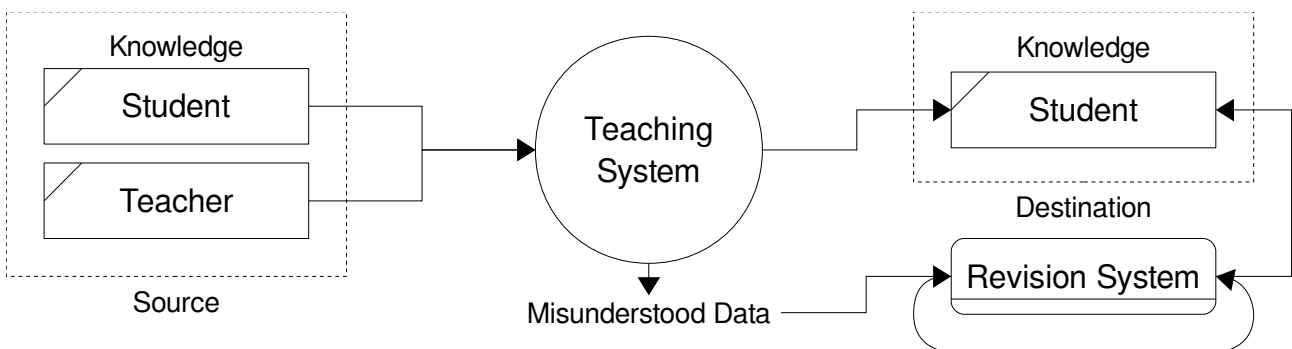 Knowledge
Student
Teacher
Source
Teaching
System
Misunderstood Data
Knowledge
Student
Destination
Revision System